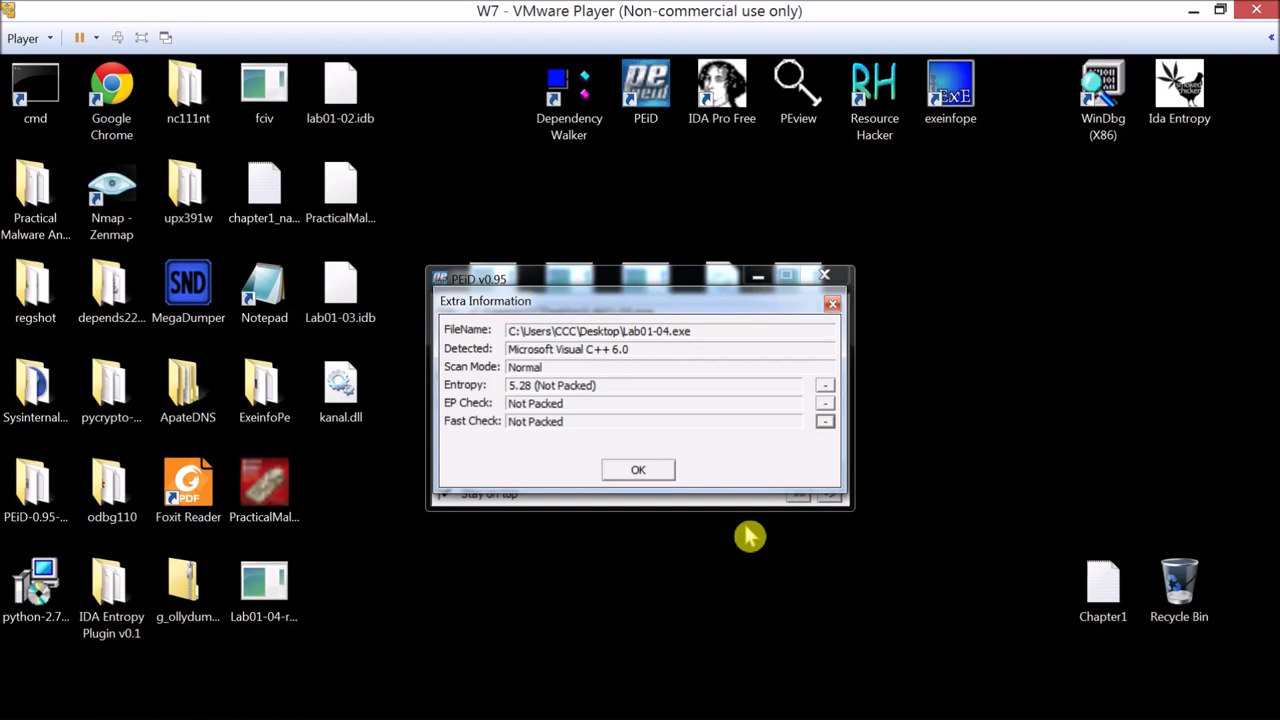 W7 - VMware Player (Non-commercial use only)
Player
cmd
Google
Chrome
nc111nt
fciv
lab01-02.idb
Dependency
Walker
PEiD
IDA Pro Free
PEview
Resource
Hacker
exeinfope
WinDbg
(X86)
Ida Entropy
Practical
Malware An...
Nmap -
Zenmap
upx391w
chapter1_na...
PracticalMal...
regshot
depends22...
MegaDumper
Notepad
Lab01-03.idb
Sysinternal...
pycrypto-...
ApateDNS
ExeinfoPe
kanal.dll
PEiD-0.95-...
odbg110
Foxit Reader
PracticalMal...
python-2.7...
IDA Entropy
Plugin v0.1
g_ollydum...
Lab01-04-r...
Chapter1
Recycle Bin
PEiD v0.95
Extra Information
FileName: C:\Users\CCC\Desktop\Lab01-04.exe
Detected: Microsoft Visual C++ 6.0
Scan Mode: Normal
Entropy: 5.28 (Not Packed) -
EP Check: Not Packed -
Fast Check: Not Packed -
OK
Stay on top